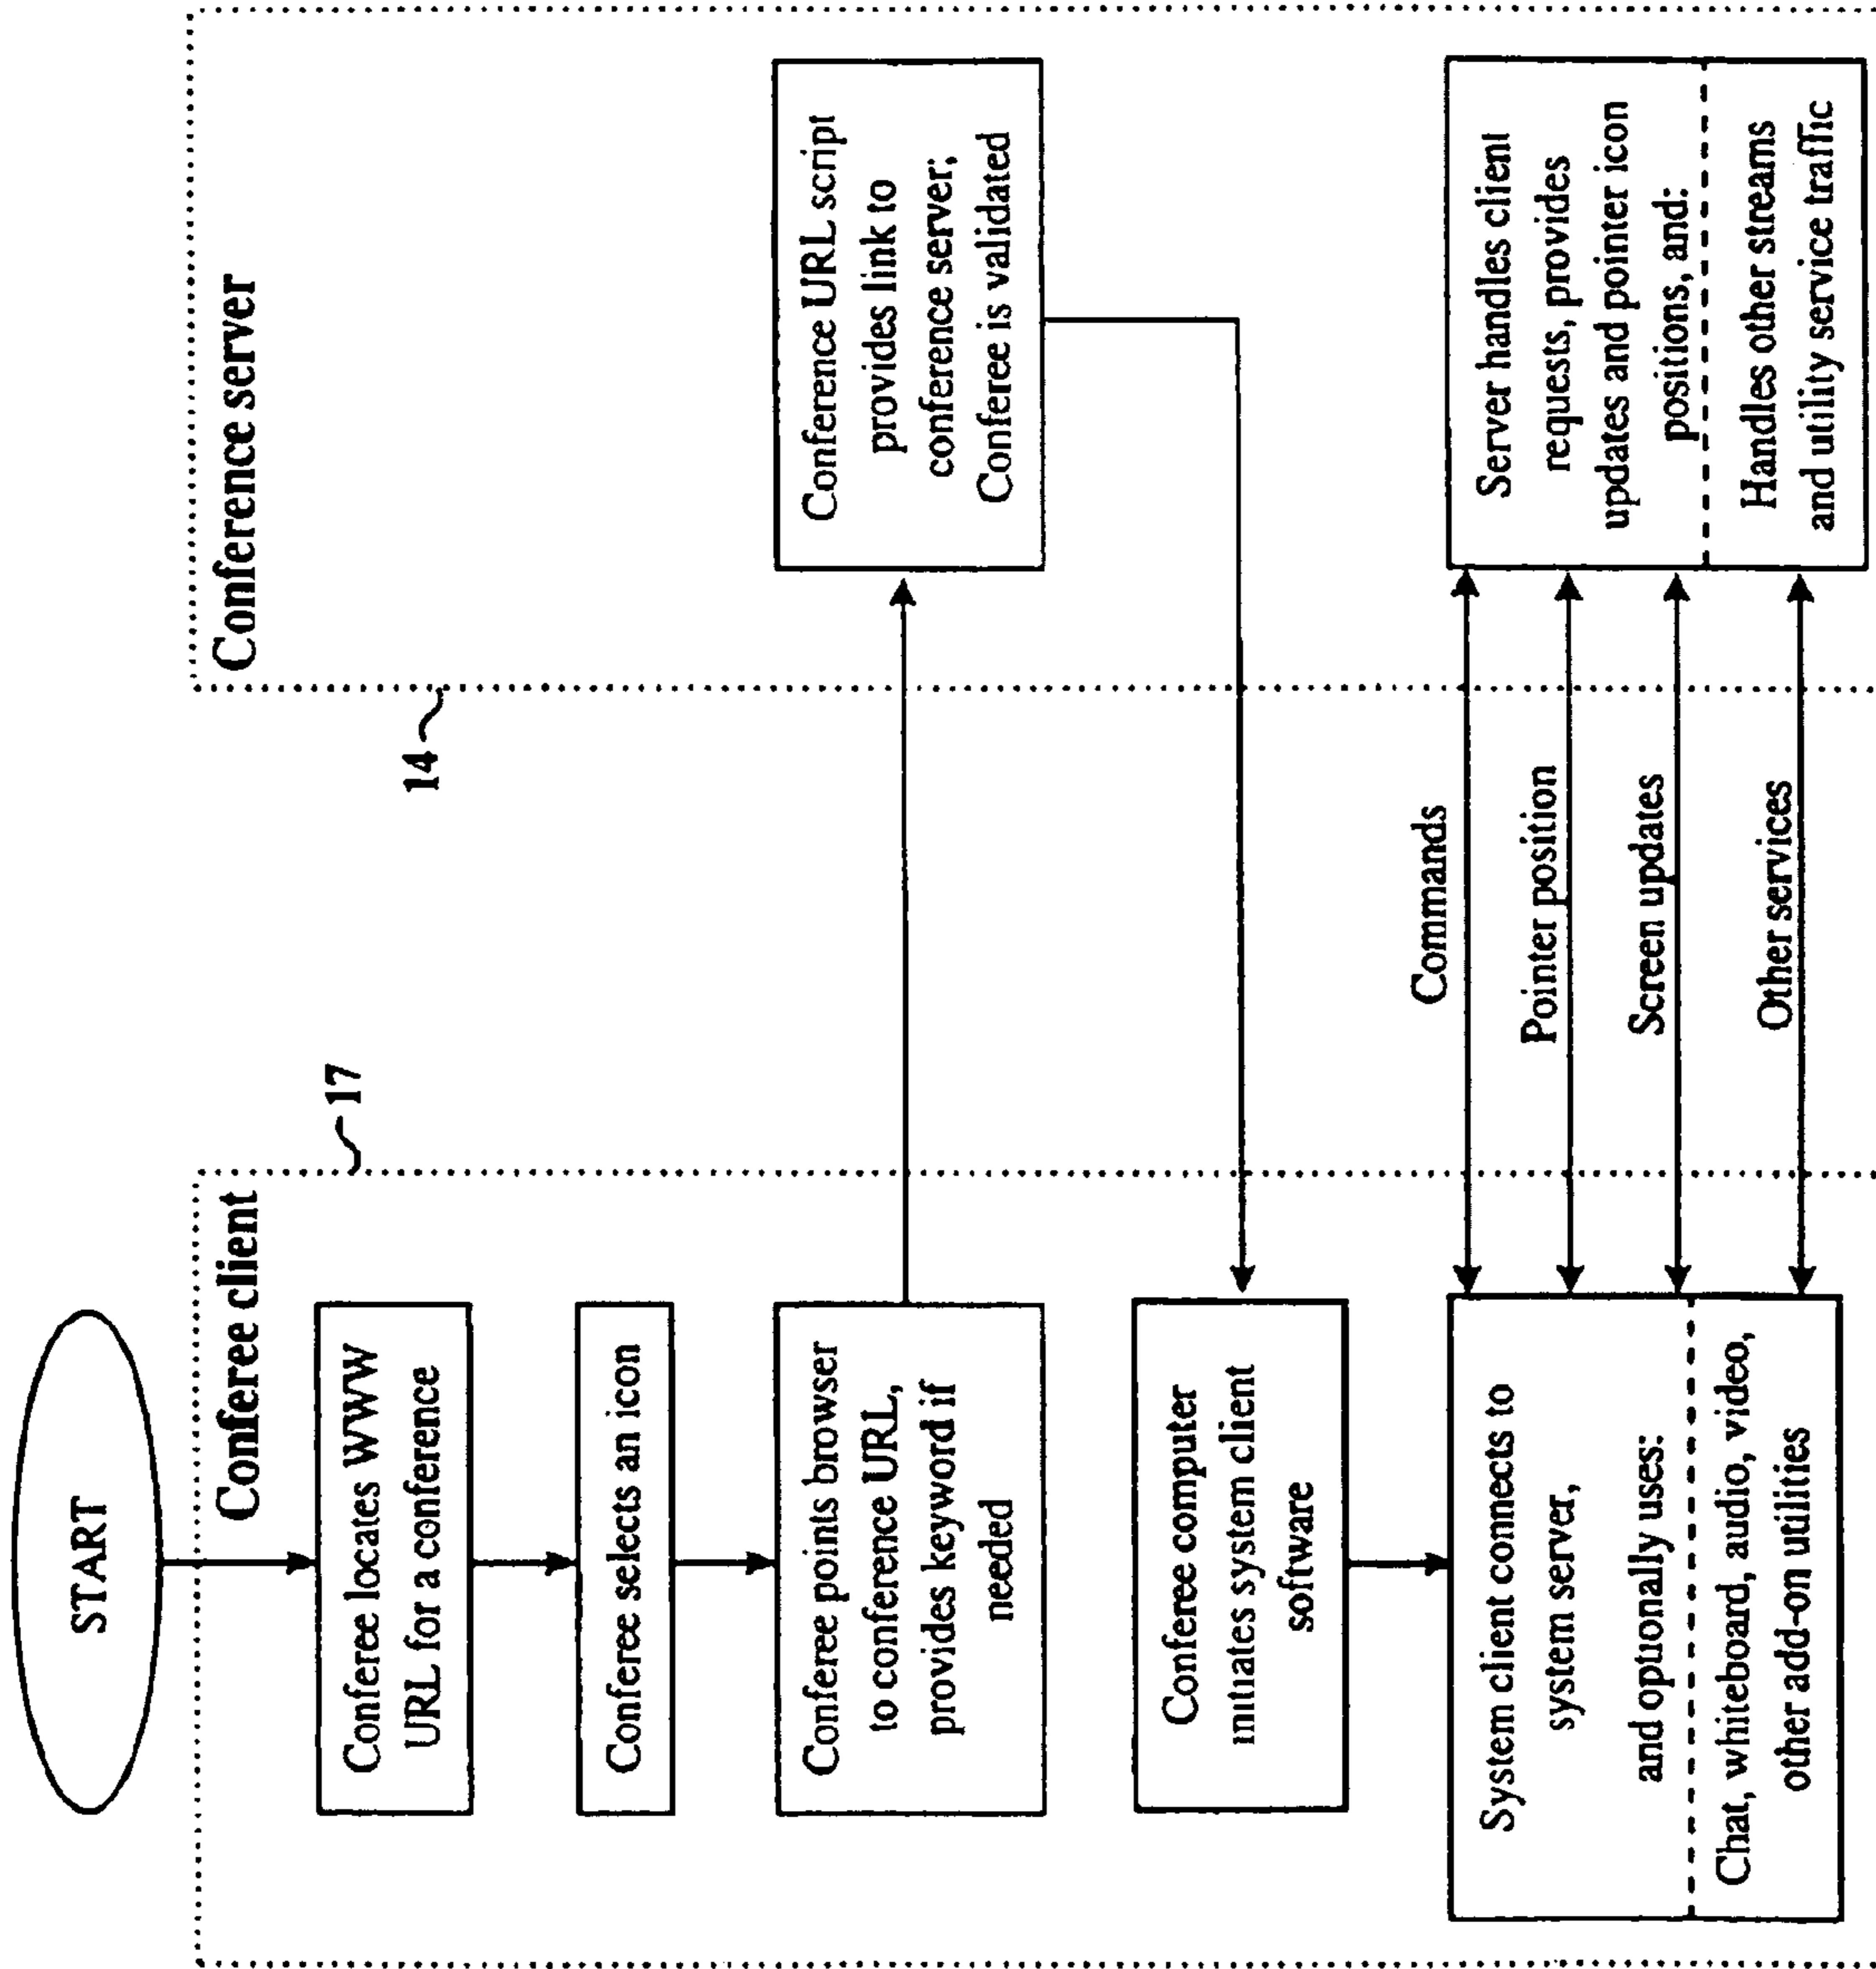 START
Conferee client
17
Conferee locates WWW
URL for a conference
Conferee selects an icon
Conferee points browser
to conference URL,
provides keyword if
needed
Conferee computer
initiates system client
software
System client connects to
system server,
and optionally uses:
Chat, whiteboard, audio, video,
other add-on utilities
Commands
Pointer position
Screen updates
Other services
14
Conference server
Conference URL script
provides link to
conference server;
Conferee is validated
Server handles client
requests, provides
updates and pointer icon
positions, and:
Handles other streams
and utility service traffic